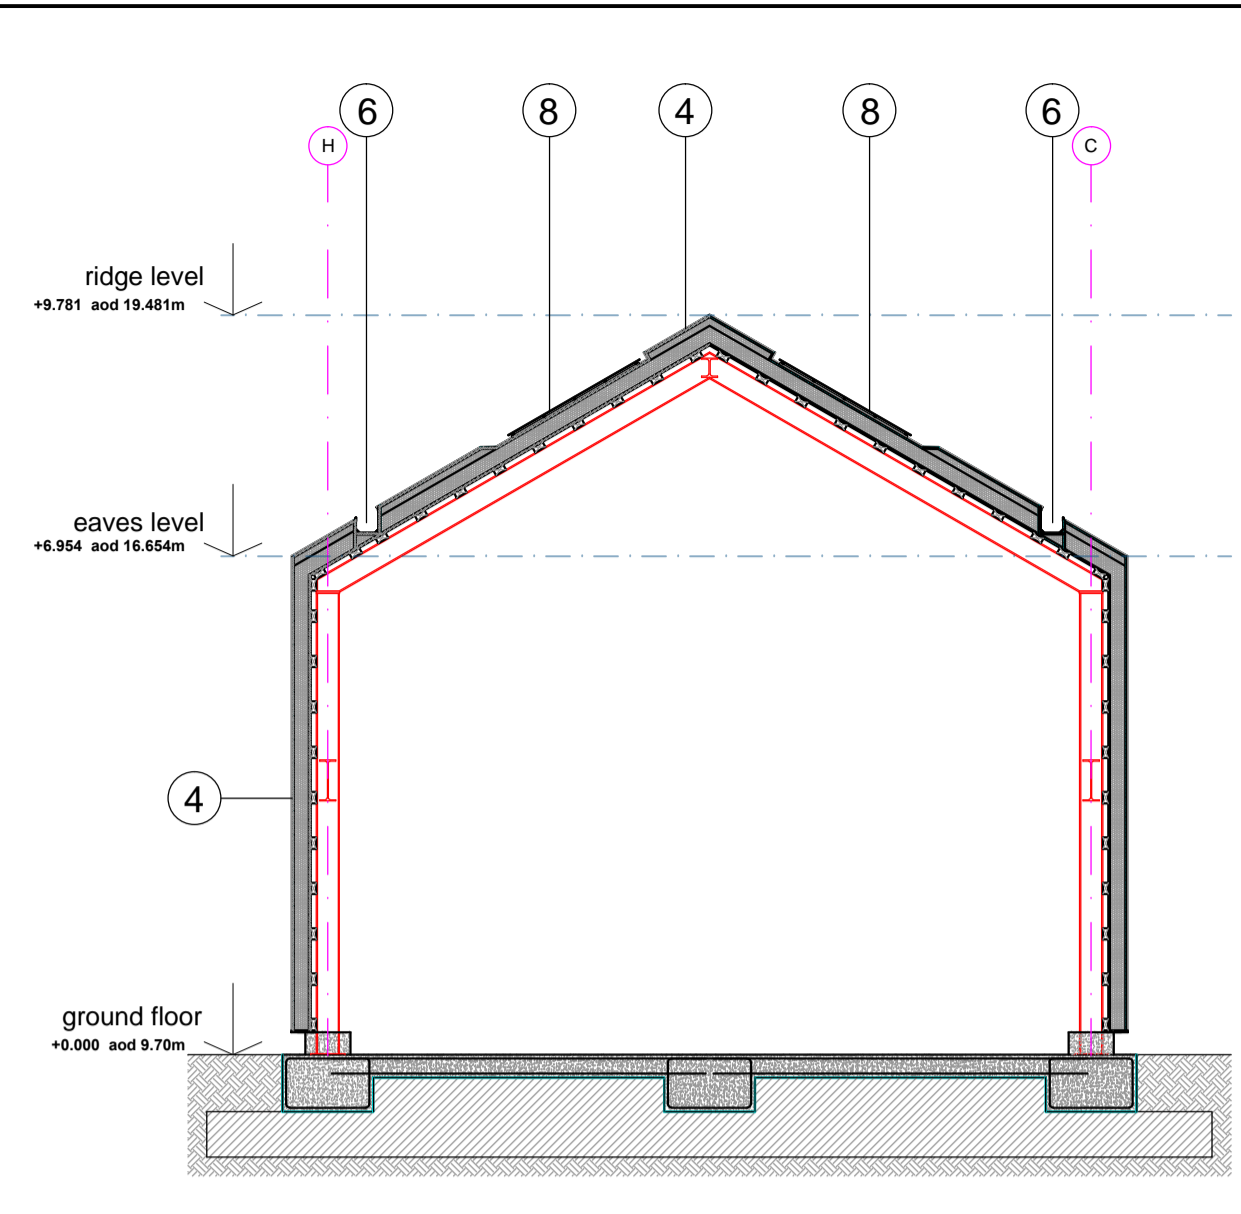 6 8 4 8 6
H C
ridge level
+9.781 aod 19.481m
eaves level
+6.954 aod 16.654m
4
ground floor
+0.000 aod 9.70m